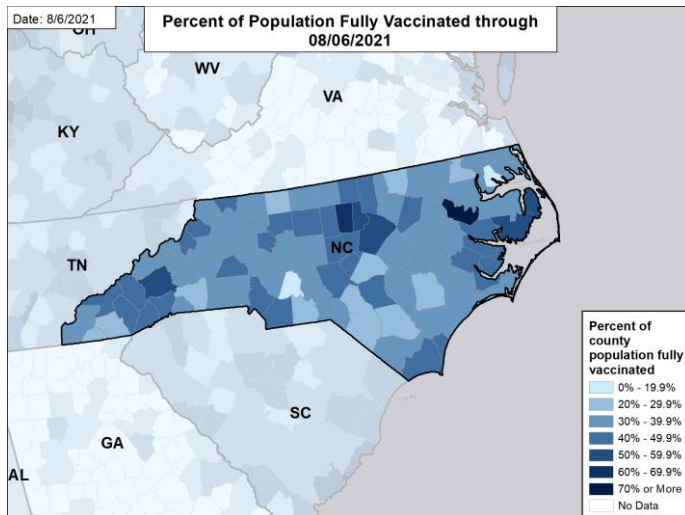 Date: 8/6/2021
Percent of Population Fully Vaccinated through
08/06/2021
OH
WV
VA
KY
TN
NC
SC
GA
AL
Percent of
county
population fully
vaccinated
0% - 19.9%
20% - 29.9%
30% - 39.9%
40% - 49.9%
50% - 59.9%
60% - 69.9%
70% or More
No Data